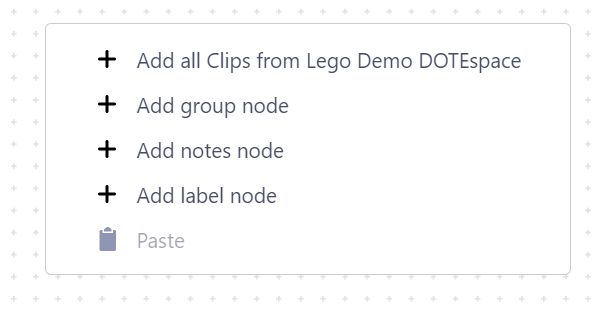 Add all Clips from Lego Demo DOTEspace
Add group node
Add notes node
Add label node
Paste